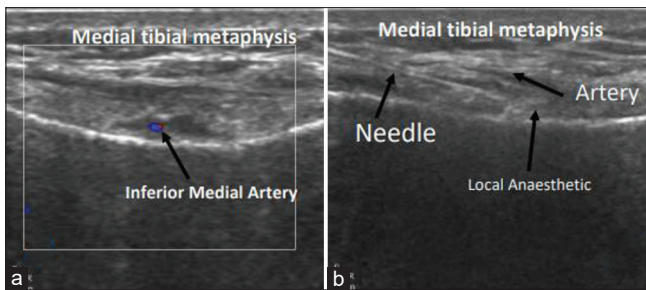 Medial tibial metaphysis
Inferior Medial Artery
a
R
Medial tibial metaphysis
Artery
Needle
Local Anaesthetic
b
R